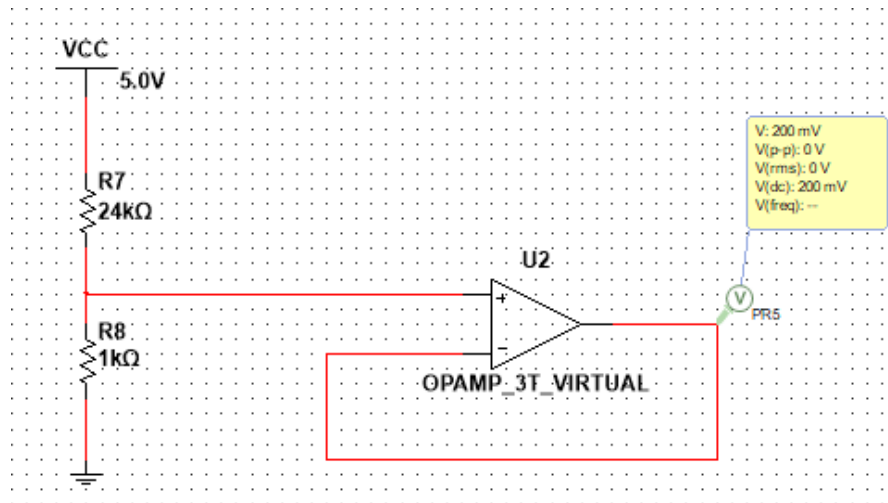 VCC
5.0V
R7
24kΩ
R8
1kΩ
U2
+
−
OPAMP_3T_VIRTUAL
V: 200 mV
V(p-p): 0 V
V(rms): 0 V
V(dc): 200 mV
V(freq): --
V
PR5